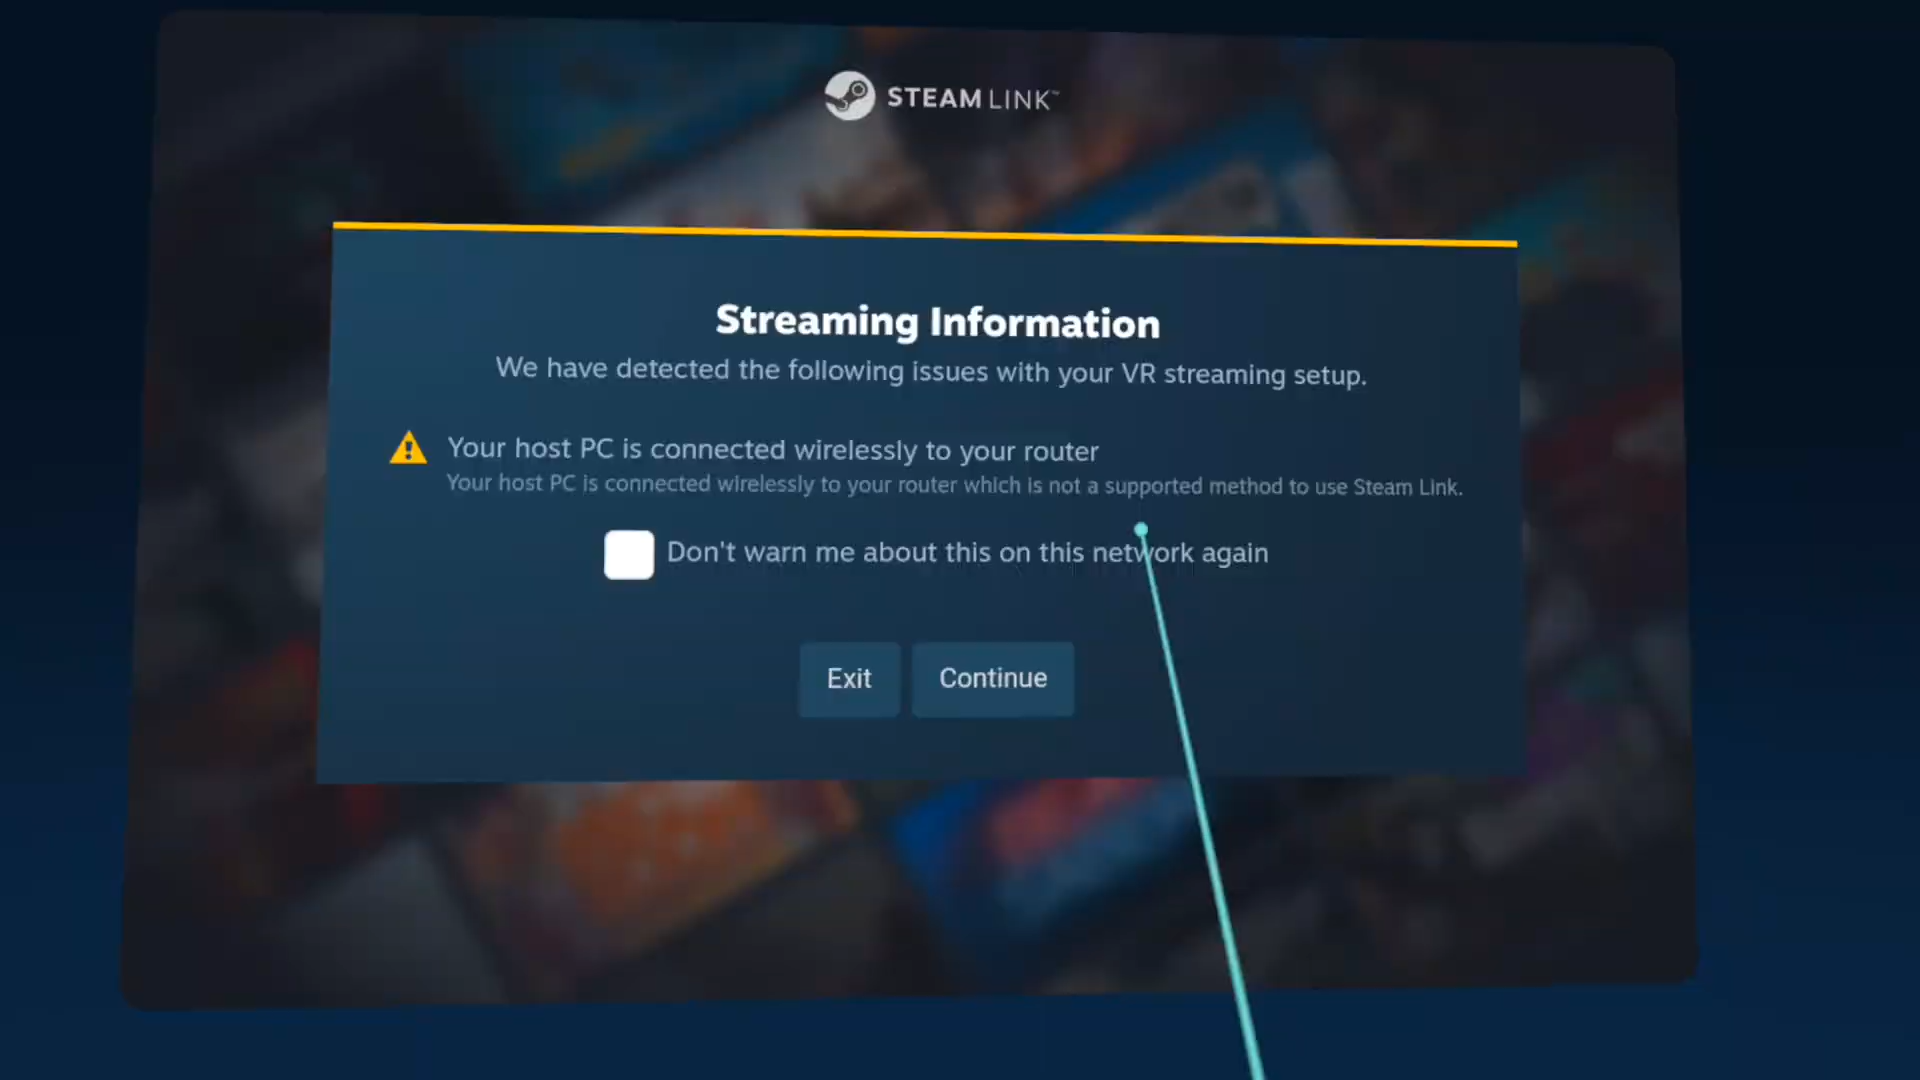 STEAM LINK™
Streaming Information
We have detected the following issues with your VR streaming setup.
Your host PC is connected wirelessly to your router
Your host PC is connected wirelessly to your router which is not a supported method to use Steam Link.
Don't warn me about this on this network again
Exit
Continue